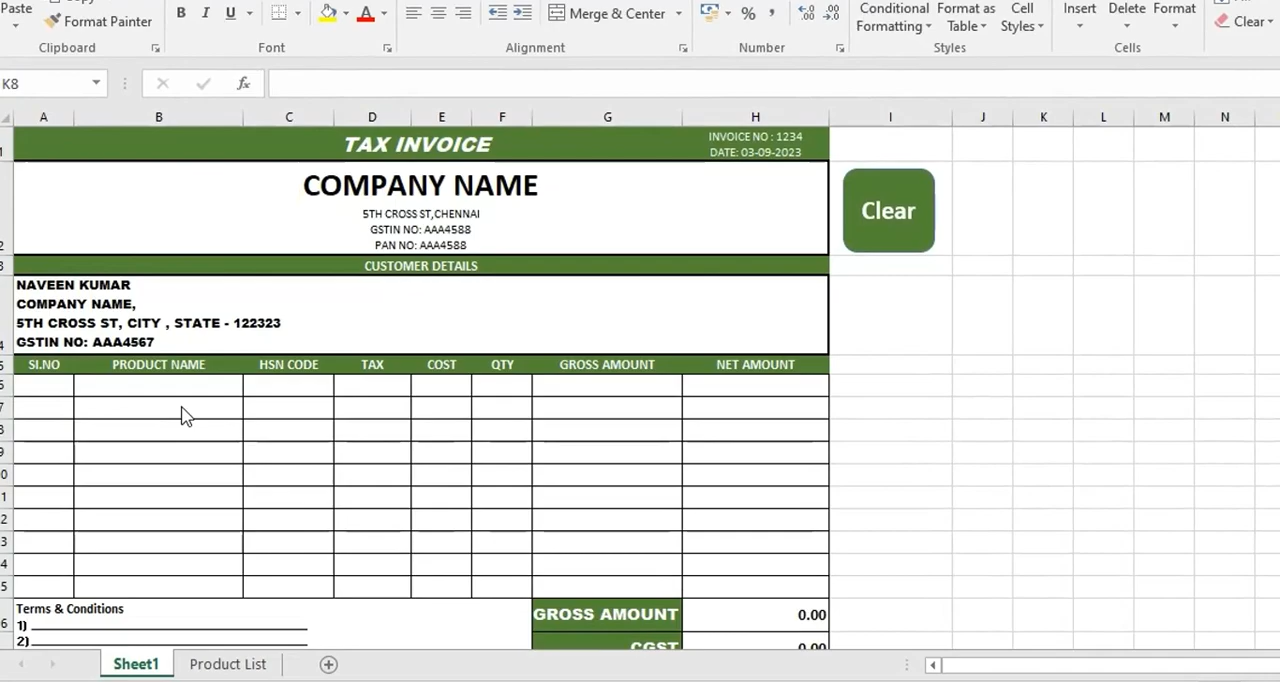 Paste
Format Painter
B I U
A
Merge & Center
%
Conditional Formatting
Format as Table
Cell Styles
Insert
Delete
Format
Clear
Clipboard
Font
Alignment
Number
Styles
Cells
K8
fx
A B C D E F G H I J K L M N
TAX INVOICE
INVOICE NO : 1234
DATE: 03-09-2023
COMPANY NAME
5TH CROSS ST,CHENNAI
GSTIN NO: AAA4588
PAN NO: AAA4588
Clear
CUSTOMER DETAILS
NAVEEN KUMAR
COMPANY NAME,
5TH CROSS ST, CITY , STATE - 122323
GSTIN NO: AAA4567
SI.NO PRODUCT NAME HSN CODE TAX COST QTY GROSS AMOUNT NET AMOUNT
Terms & Conditions
1)
2)
GROSS AMOUNT 0.00
CGST 0.00
Sheet1
Product List